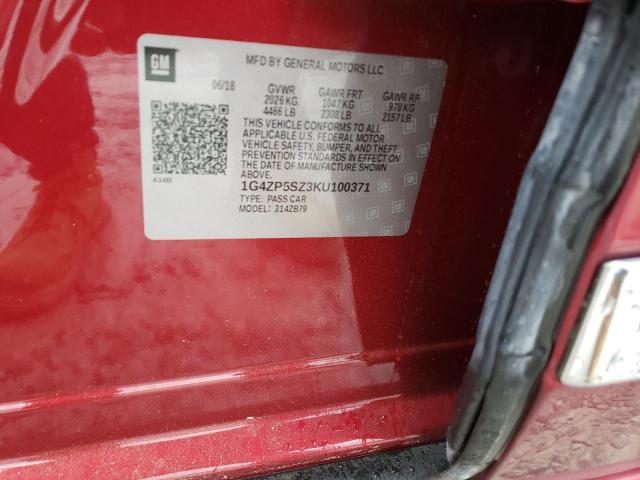 GM
MFD BY GENERAL MOTORS LLC
06/18 GVWR GAWR FRT GAWR RR
2026 KG 1047 KG 978 KG
4466 LB 2308 LB 2157 LB
THIS VEHICLE CONFORMS TO ALL
APPLICABLE U.S. FEDERAL MOTOR
VEHICLE SAFETY, BUMPER, AND THEFT
PREVENTION STANDARDS IN EFFECT ON
THE DATE OF MANUFACTURE SHOWN
ABOVE.
434B
1G4ZP5SZ3KU100371
TYPE: PASS CAR
MODEL: 314ZB79